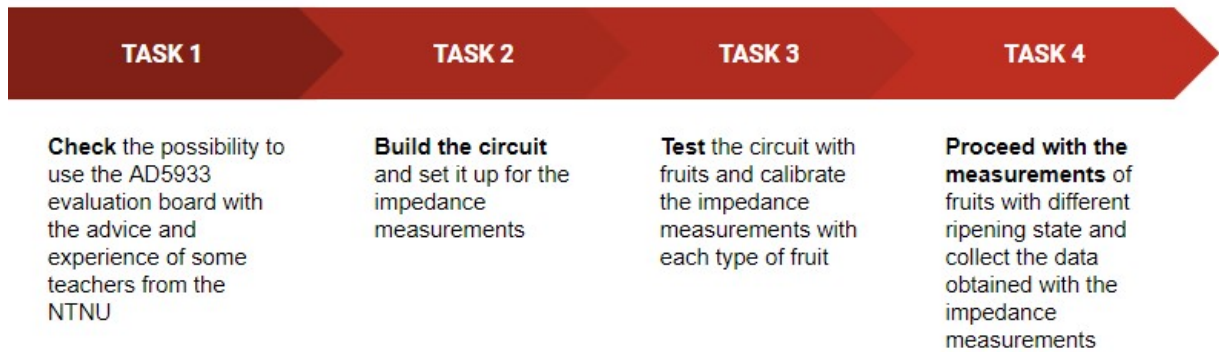 TASK 1
TASK 2
TASK 3
TASK 4
Check the possibility to
use the AD5933
evaluation board with
the advice and
experience of some
teachers from the
NTNU
Build the circuit
and set it up for the
impedance
measurements
Test the circuit with
fruits and calibrate
the impedance
measurements with
each type of fruit
Proceed with the
measurements of
fruits with different
ripening state and
collect the data
obtained with the
impedance
measurements